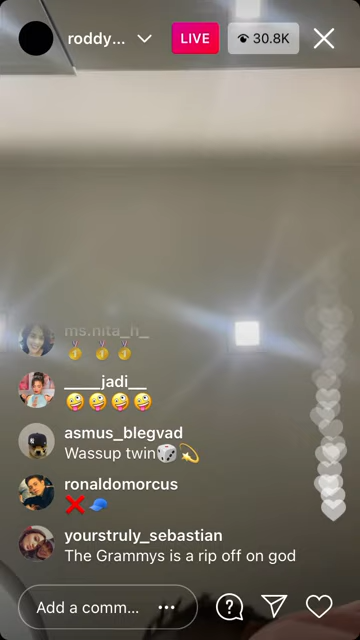 roddy...
LIVE
30.8K
ms.nita_h_
____jadi__
asmus_blegvad
Wassup twin🎲💫
ronaldomorcus
❌🧢
yourstruly_sebastian
The Grammys is a rip off on god
Add a comm...